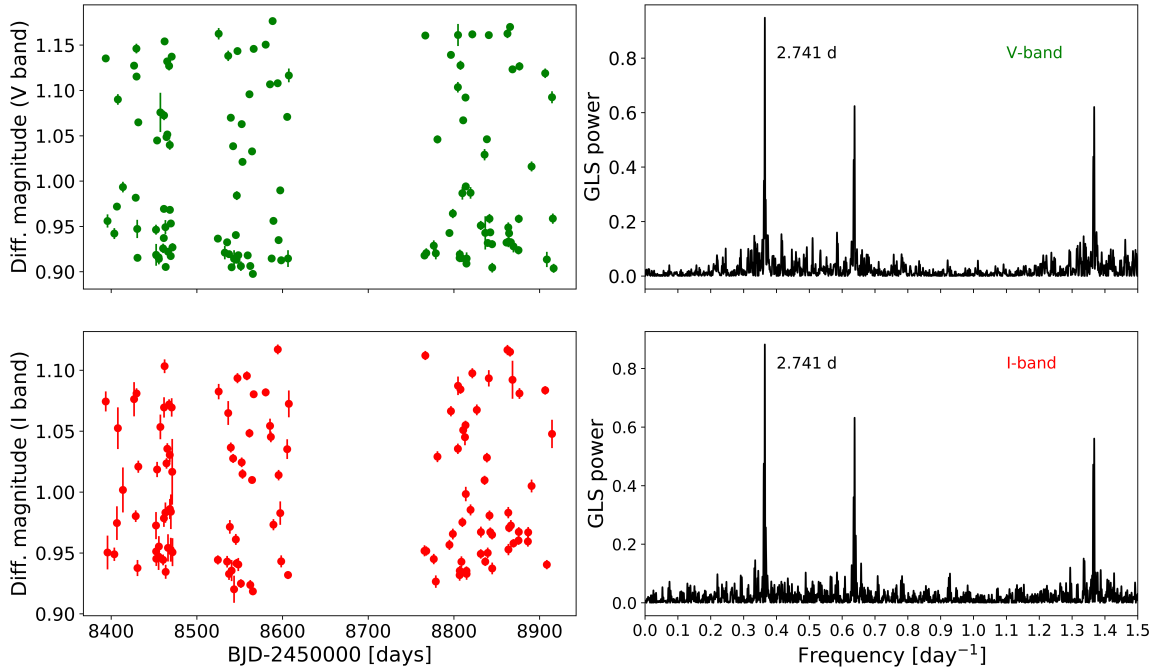 Diff. magnitude (V band)
1.15
1.10
1.05
1.00
0.95
0.90
GLS power
0.8
0.6
0.4
0.2
0.0
2.741 d
V-band
Diff. magnitude (I band)
1.10
1.05
1.00
0.95
0.90
8400 8500 8600 8700 8800 8900
BJD-2450000 [days]
GLS power
0.8
0.6
0.4
0.2
0.0
2.741 d
I-band
0.0 0.1 0.2 0.3 0.4 0.5 0.6 0.7 0.8 0.9 1.0 1.1 1.2 1.3 1.4 1.5
Frequency [day⁻¹]